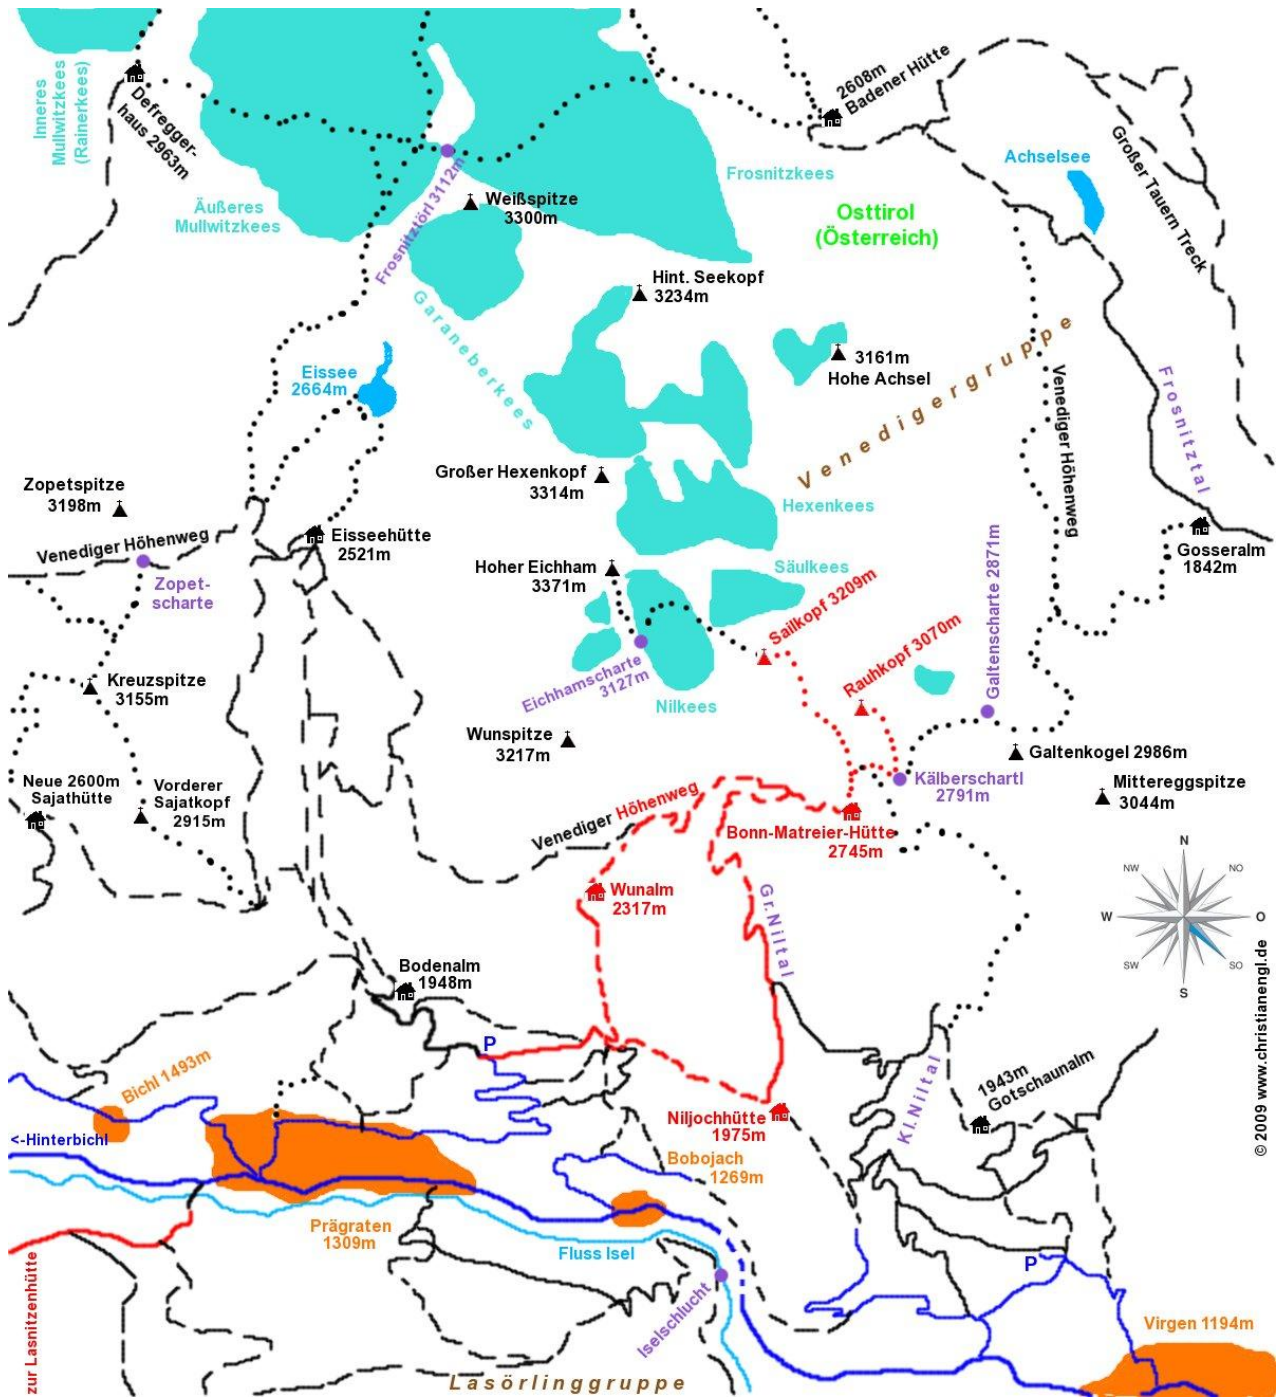 Inneres
Mullwitzkees
(Rainerkees)
Defregger-
haus 2963m
2608m
Badener Hütte
Großer Tauern Treck
Achselsee
Frosnitzkees
Äußeres
Mullwitzkees
Frosnitztörl 3112m
Weißspitze
3300m
Osttirol
(Österreich)
Hint. Seekopf
3234m
Garaneberkees
Eissee
2664m
3161m
Hohe Achsel
Venedigergruppe
Venediger Höhenweg
Frosnitztal
Zopetspitze
3198m
Großer Hexenkopf
3314m
Hexenkees
Venediger Höhenweg
Eisseehütte
2521m
Gosseralm
1842m
Zopet-
scharte
Hoher Eichham
3371m
Säulkees
Sailkopf 3209m
Rauhkopf 3070m
Galtenscharte 2871m
Kreuzspitze
3155m
Eichhamscharte
3127m
Nilkees
Wunspitze
3217m
Galtenkogel 2986m
Neue 2600m
Sajathütte
Vorderer
Sajatkopf
2915m
Kälberschartl
2791m
Mittereggspitze
3044m
Venediger Höhenweg
Bonn-Matreier-Hütte
2745m
N
NW
NO
W
O
SW
SO
S
Wunalm
2317m
Gr.Niltal
Bodenalm
1948m
P
Bichl 1493m
Kl.Niltal
1943m
Gotschaunalm
© 2009 www.christianengl.de
<-Hinterbichl
Niljochhütte
1975m
Bobojach
1269m
Prägraten
1309m
Fluss Isel
zur Lasnitzenhütte
Iselschlucht
P
Virgen 1194m
Lasörlinggruppe